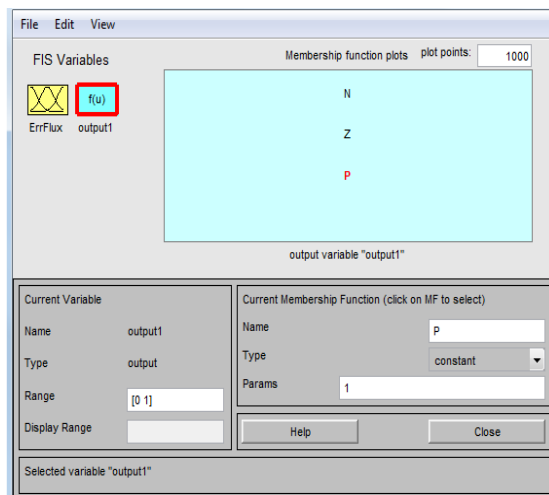 File Edit View
FIS Variables
Membership function plots plot points: 1000
f(u)
ErrFlux output1
N
Z
P
output variable "output1"
Current Variable
Name output1
Type output
Range [0 1]
Display Range
Current Membership Function (click on MF to select)
Name P
Type constant
Params 1
Help Close
Selected variable "output1"